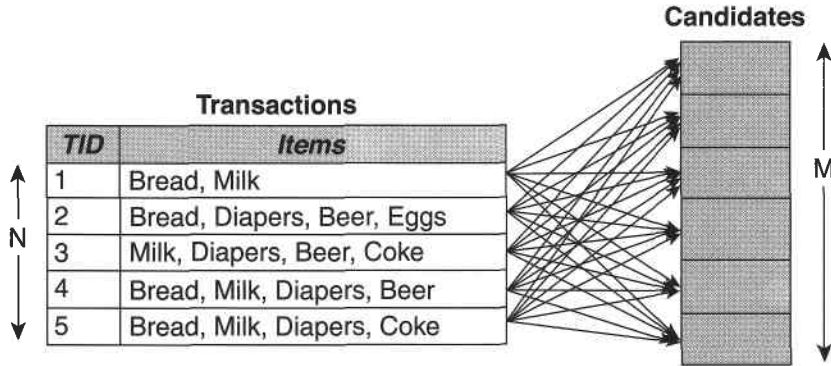 Candidates
Transactions
TID Items
1 Bread, Milk
2 Bread, Diapers, Beer, Eggs
3 Milk, Diapers, Beer, Coke
4 Bread, Milk, Diapers, Beer
5 Bread, Milk, Diapers, Coke
N
M